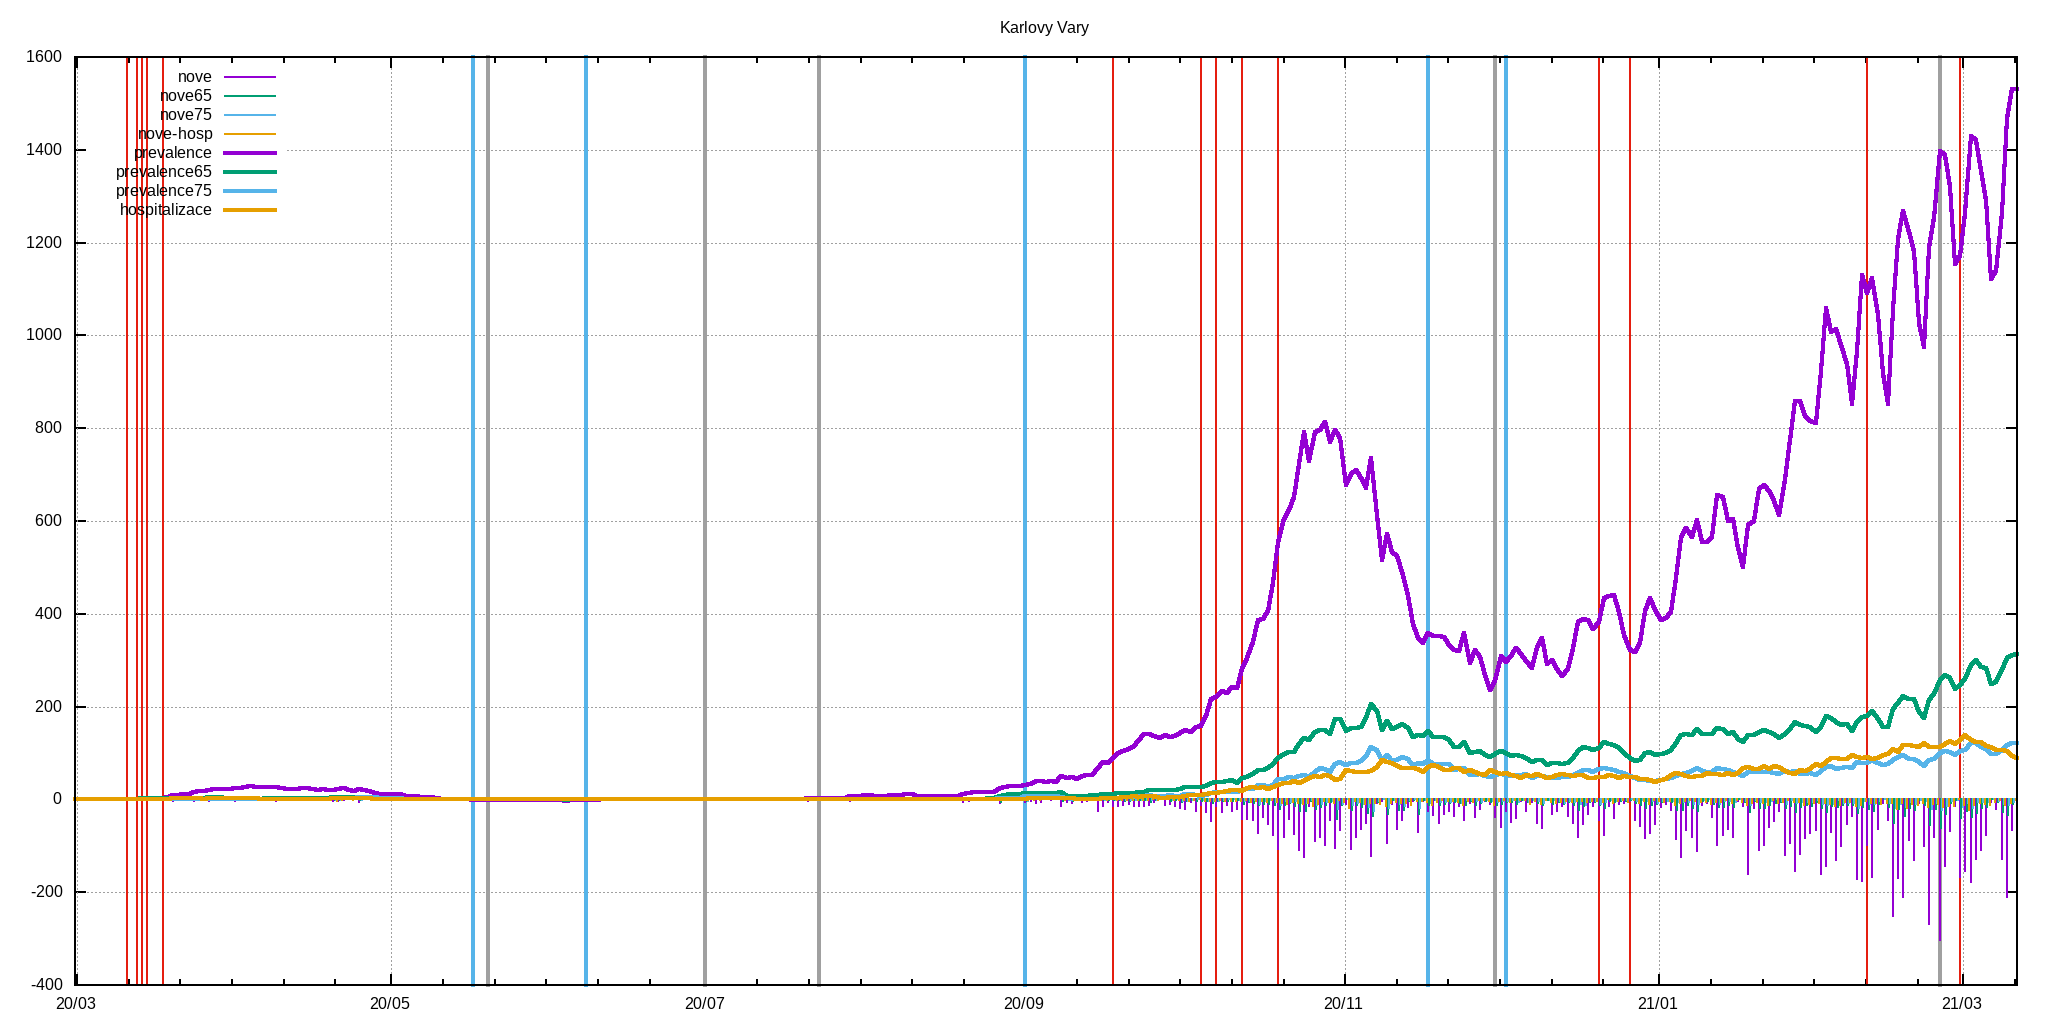 Karlovy Vary
1600
1400
1200
1000
800
600
400
200
0
-200
-400
nove
nove65
nove75
nove-hosp
prevalence
prevalence65
prevalence75
hospitalizace
20/03
20/05
20/07
20/09
20/11
21/01
21/03